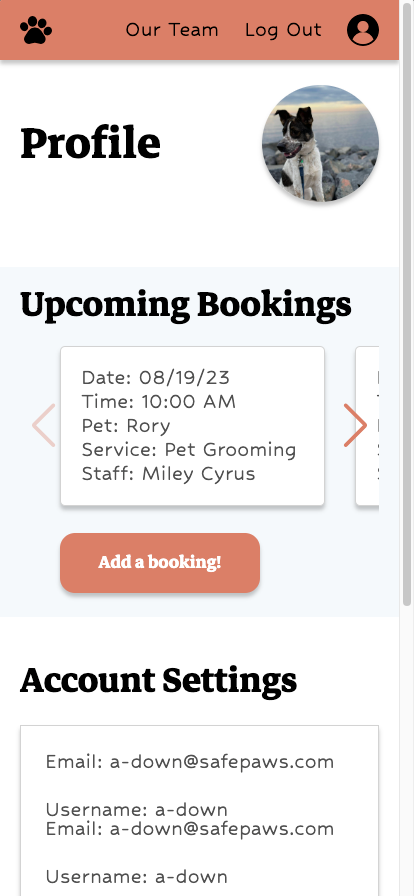 Our Team Log Out
Profile
Upcoming Bookings
Date: 08/19/23
Time: 10:00 AM
Pet: Rory
Service: Pet Grooming
Staff: Miley Cyrus
Add a booking!
Account Settings
Email: a-down@safepaws.com
Username: a-down
Email: a-down@safepaws.com
Username: a-down